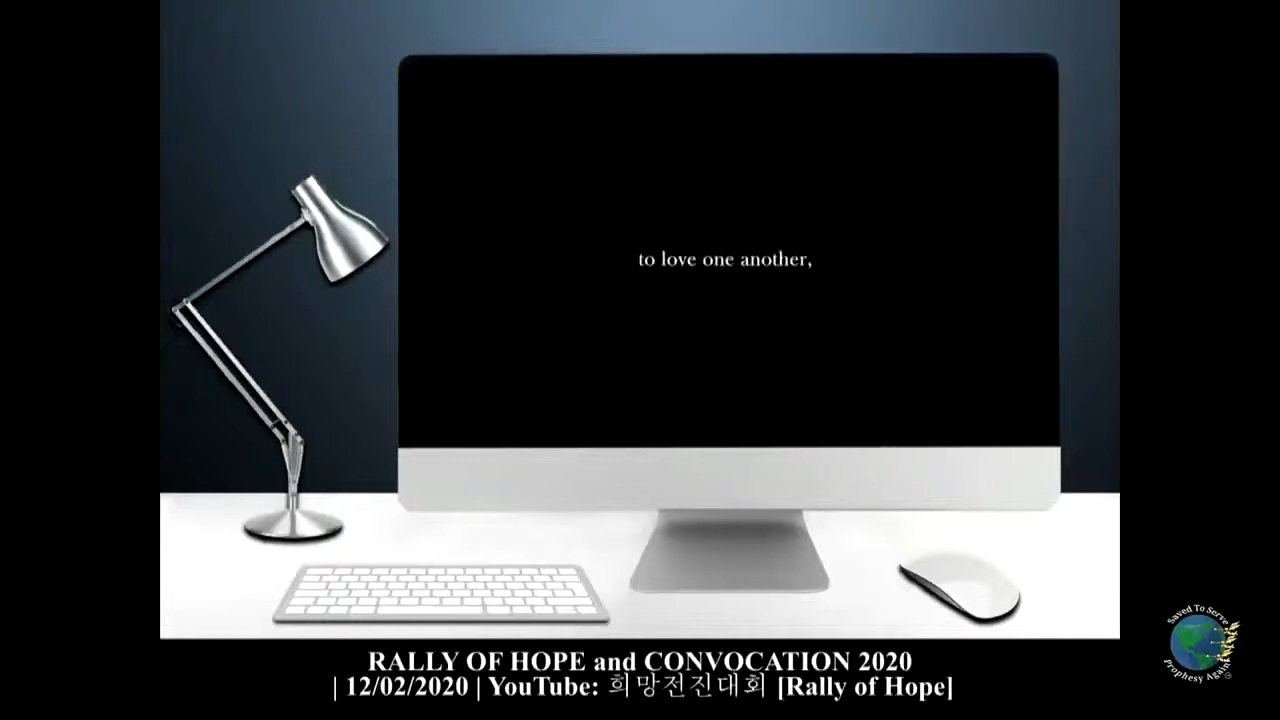 to love one another,
RALLY OF HOPE and CONVOCATION 2020
| 12/02/2020 | YouTube: 희망전진대회 [Rally of Hope]
Saved To Serve
Prophesy Again